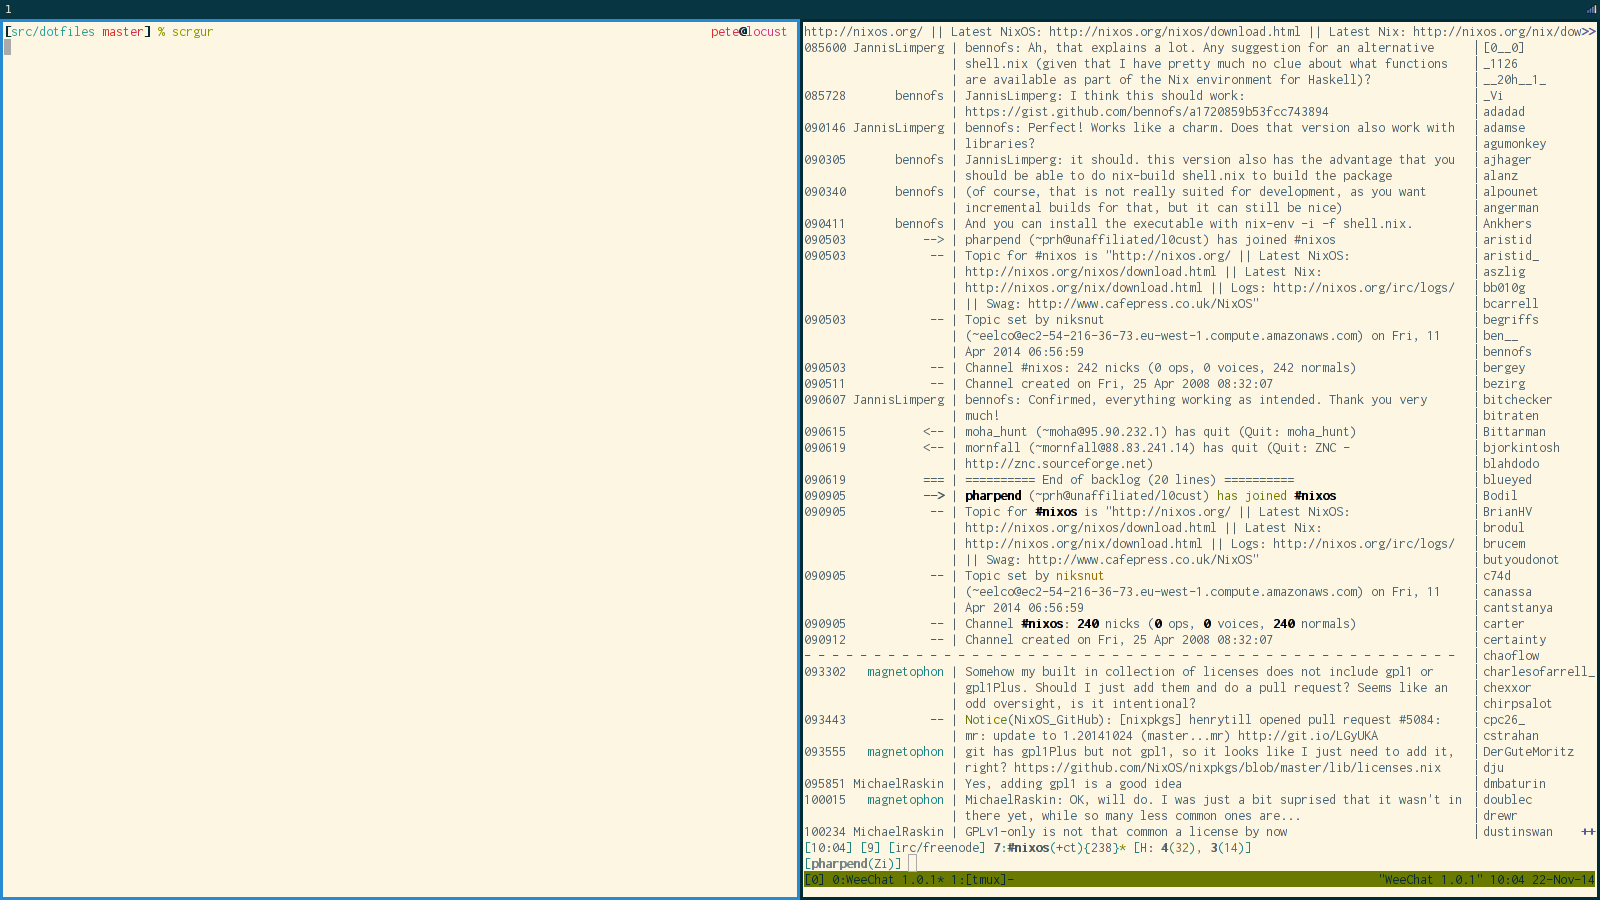 1
[src/dotfiles master] % scrgur pete@locust
http://nixos.org/ || Latest NixOS: http://nixos.org/nixos/download.html || Latest Nix: http://nixos.org/nix/dow>>
085600 JannisLimperg | bennofs: Ah, that explains a lot. Any suggestion for an alternative |[0__0]
| shell.nix (given that I have pretty much no clue about what functions |_1126
| are available as part of the Nix environment for Haskell)? |__20h__1_
085728 bennofs | JannisLimperg: I think this should work: |_Vi
| https://gist.github.com/bennofs/a1720859b53fcc743894 |adadad
090146 JannisLimperg | bennofs: Perfect! Works like a charm. Does that version also work with |adamse
| libraries? |agumonkey
090305 bennofs | JannisLimperg: it should. this version also has the advantage that you |ajhager
| should be able to do nix-build shell.nix to build the package |alanz
090340 bennofs | (of course, that is not really suited for development, as you want |alpounet
| incremental builds for that, but it can still be nice) |angerman
090411 bennofs | And you can install the executable with nix-env -i -f shell.nix. |Ankhers
090503 --> | pharpend (~prh@unaffiliated/l0cust) has joined #nixos |aristid
090503 -- | Topic for #nixos is "http://nixos.org/ || Latest NixOS: |aristid_
| http://nixos.org/nixos/download.html || Latest Nix: |aszlig
| http://nixos.org/nix/download.html || Logs: http://nixos.org/irc/logs/ |bb010g
| || Swag: http://www.cafepress.co.uk/NixOS" |bcarrell
090503 -- | Topic set by niksnut |begriffs
| (~eelco@ec2-54-216-36-73.eu-west-1.compute.amazonaws.com) on Fri, 11 |ben__
| Apr 2014 06:56:59 |bennofs
090503 -- | Channel #nixos: 242 nicks (0 ops, 0 voices, 242 normals) |bergey
090511 -- | Channel created on Fri, 25 Apr 2008 08:32:07 |bezirg
090607 JannisLimperg | bennofs: Confirmed, everything working as intended. Thank you very |bitchecker
| much! |bitraten
090615 <-- | moha_hunt (~moha@95.90.232.1) has quit (Quit: moha_hunt) |Bittarman
090619 <-- | mornfall (~mornfall@88.83.241.14) has quit (Quit: ZNC - |bjorkintosh
| http://znc.sourceforge.net) |blahdodo
090619 === | ========== End of backlog (20 lines) ========== |blueyed
090905 --> | pharpend (~prh@unaffiliated/l0cust) has joined #nixos |Bodil
090905 -- | Topic for #nixos is "http://nixos.org/ || Latest NixOS: |BrianHV
| http://nixos.org/nixos/download.html || Latest Nix: |brodul
| http://nixos.org/nix/download.html || Logs: http://nixos.org/irc/logs/ |brucem
| || Swag: http://www.cafepress.co.uk/NixOS" |butyoudonot
090905 -- | Topic set by niksnut |c74d
| (~eelco@ec2-54-216-36-73.eu-west-1.compute.amazonaws.com) on Fri, 11 |canassa
| Apr 2014 06:56:59 |cantstanya
090905 -- | Channel #nixos: 240 nicks (0 ops, 0 voices, 240 normals) |carter
090912 -- | Channel created on Fri, 25 Apr 2008 08:32:07 |certainty
- - - - - - - - - - - - - - - - - - - - - - - - - - - - - - - - - - - - - - - - - - - - - - - |chaoflow
093302 magnetophon | Somehow my built in collection of licenses does not include gpl1 or |charlesofarrell_
| gpl1Plus. Should I just add them and do a pull request? Seems like an |chexxor
| odd oversight, is it intentional? |chirpsalot
093443 -- | Notice(NixOS_GitHub): [nixpkgs] henrytill opened pull request #5084: |cpc26_
| mr: update to 1.20141024 (master...mr) http://git.io/LGyUKA |cstrahan
093555 magnetophon | git has gpl1Plus but not gpl1, so it looks like I just need to add it, |DerGuteMoritz
| right? https://github.com/NixOS/nixpkgs/blob/master/lib/licenses.nix |dju
095851 MichaelRaskin | Yes, adding gpl1 is a good idea |dmbaturin
100015 magnetophon | MichaelRaskin: OK, will do. I was just a bit suprised that it wasn't in |doublec
| there yet, while so many less common ones are... |drewr
100234 MichaelRaskin | GPLv1-only is not that common a license by now |dustinswan ++
[10:04] [9] [irc/freenode] 7:#nixos(+ct){238}* [H: 4(32), 3(14)]
[pharpend(Zi)]
[0] 0:WeeChat 1.0.1* 1:[tmux]- "WeeChat 1.0.1" 10:04 22-Nov-14